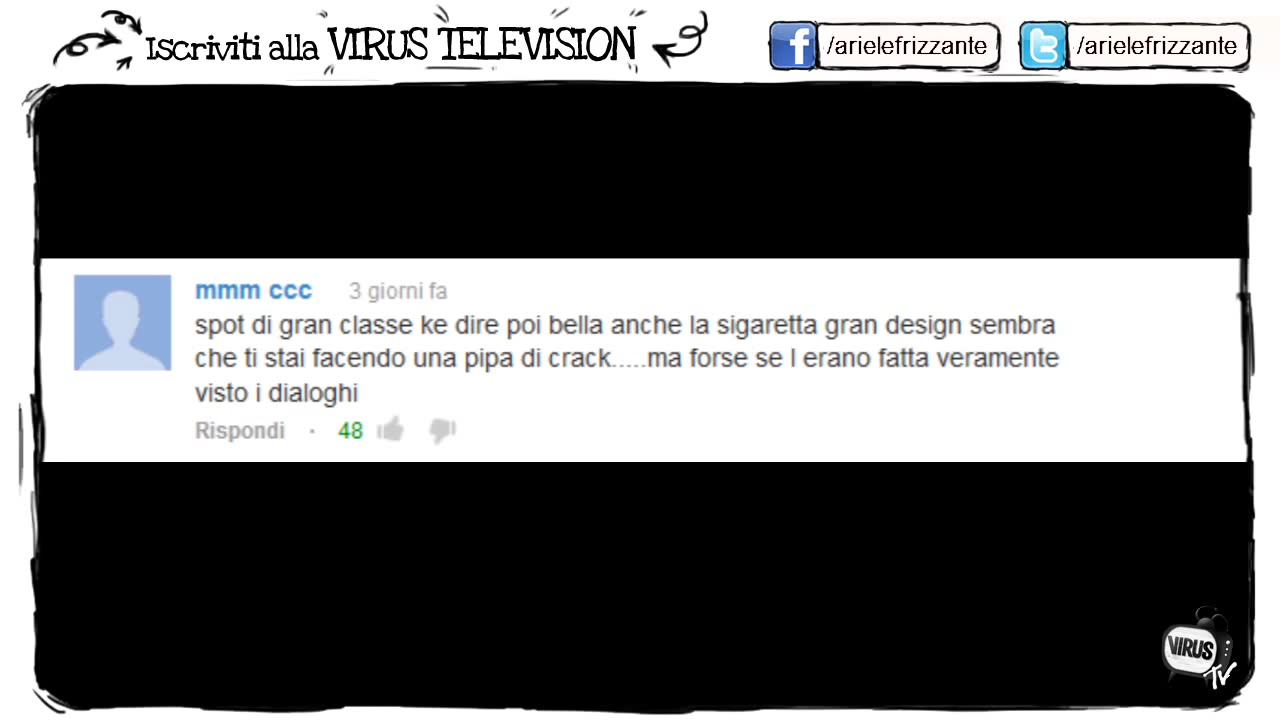 Iscriviti alla VIRUS TELEVISION
/arielefrizzante
/arielefrizzante
mmm ccc 3 giorni fa
spot di gran classe ke dire poi bella anche la sigaretta gran design sembra
che ti stai facendo una pipa di crack.....ma forse se l erano fatta veramente
visto i dialoghi
Rispondi · 48
VIRUS
TV